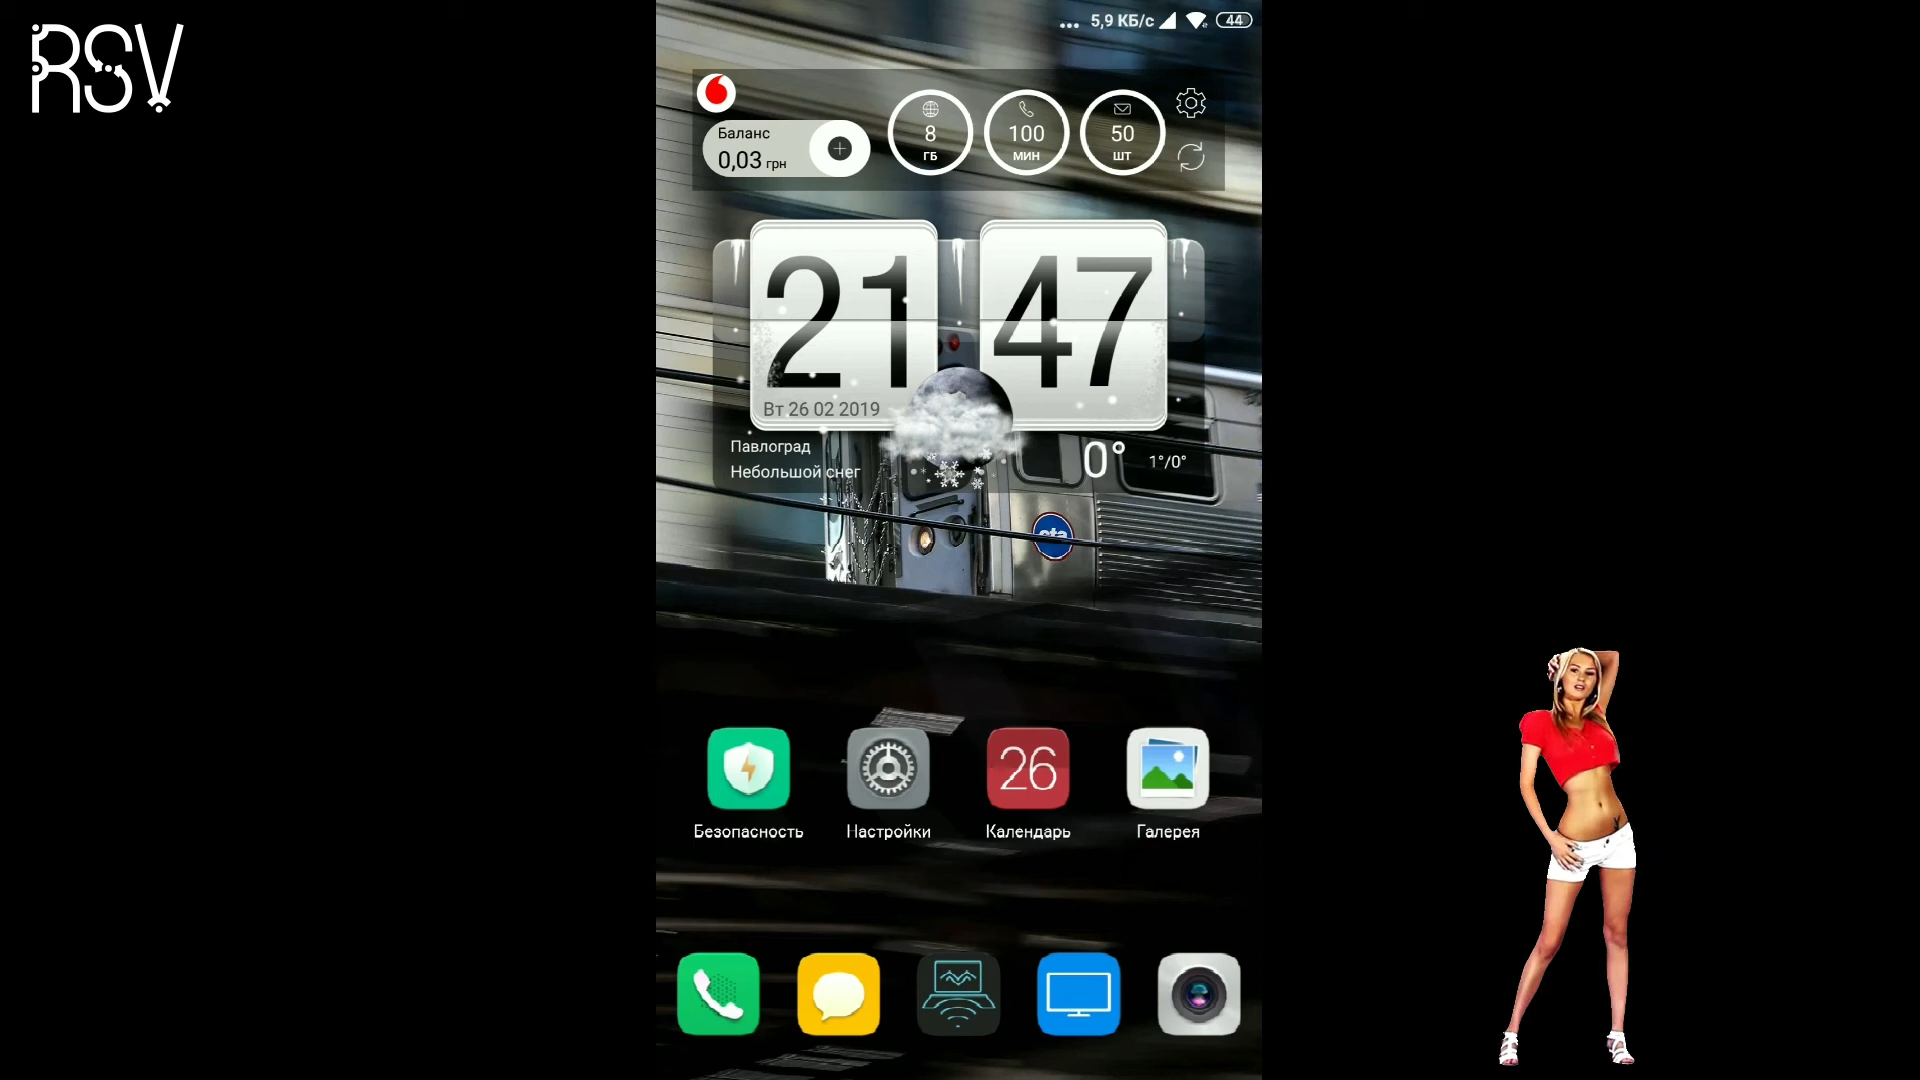 RSV
... 5,9 КБ/с 44
Баланс
0,03 грн
8
ГБ
100
МИН
50
ШТ
21 47
Вт 26 02 2019
Павлоград
Небольшой снег
0° 1°/0°
cta
26
Безопасность Настройки Календарь Галерея